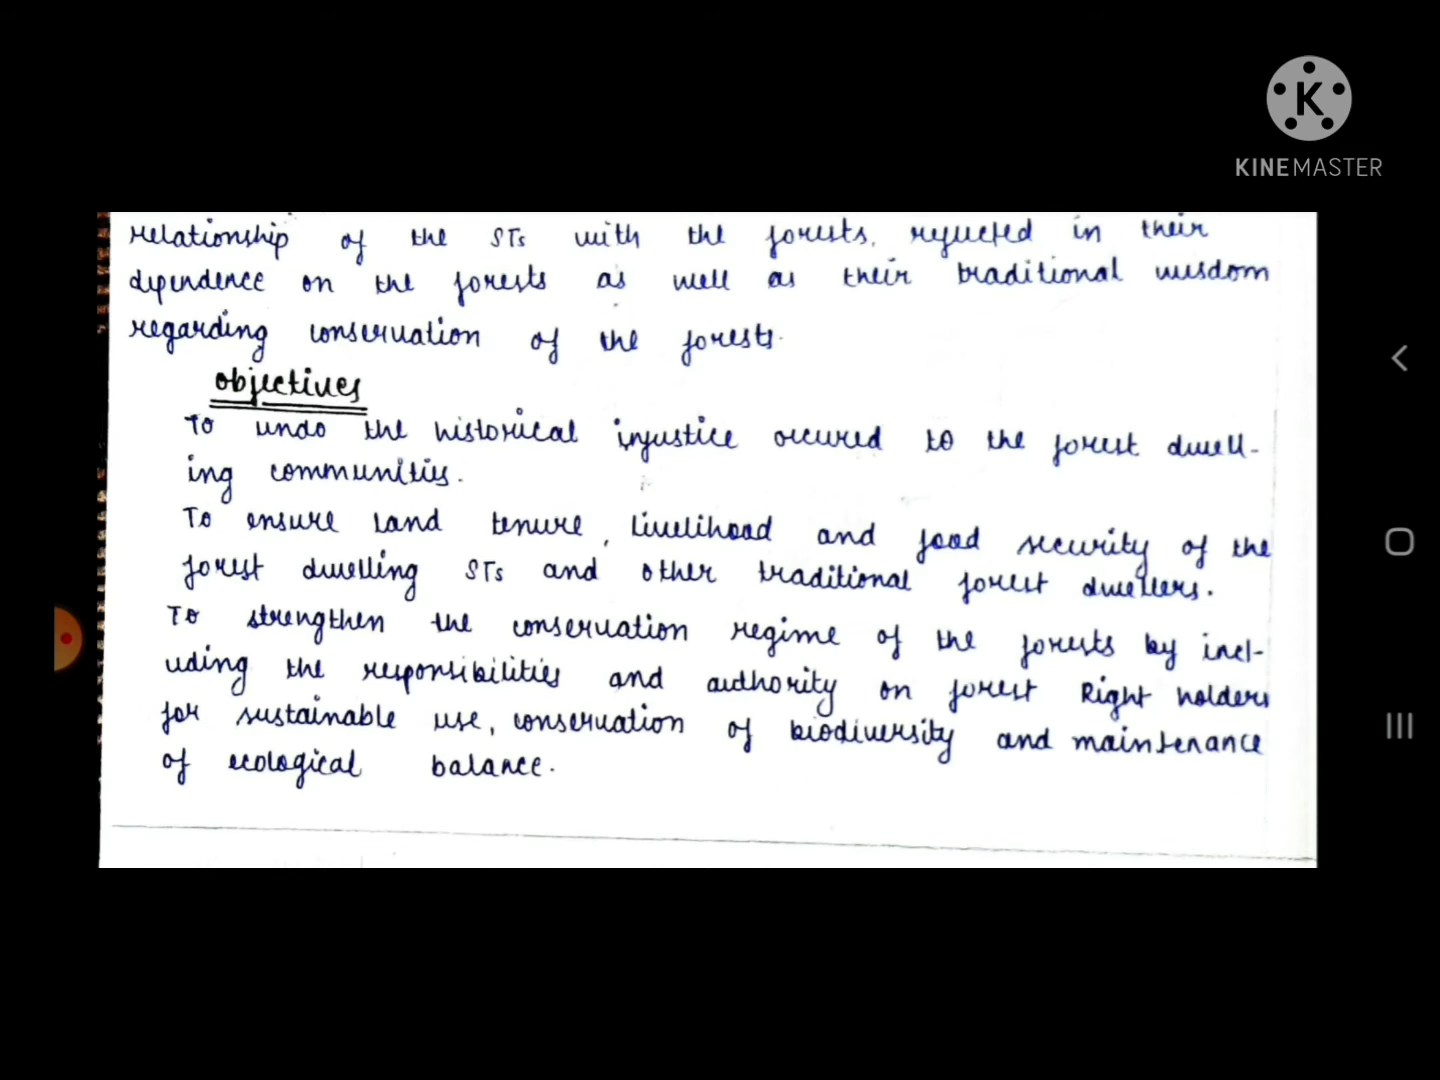 K
KINEMASTER
relationship of the STs with the forests, reflected in their
dependence on the forests as well as their traditional wisdom
regarding conservation of the forests.
Objectives
To undo the historical injustice occured to the forest dwell-
ing communities.
To ensure land tenure, livelihood and food security of the
forest dwelling STs and other traditional forest dwellers.
To strengthen the conservation regime of the forests by incl-
uding the responsibilities and authority on forest Right holders
for sustainable use, conservation of biodiversity and maintenance
of ecological balance.